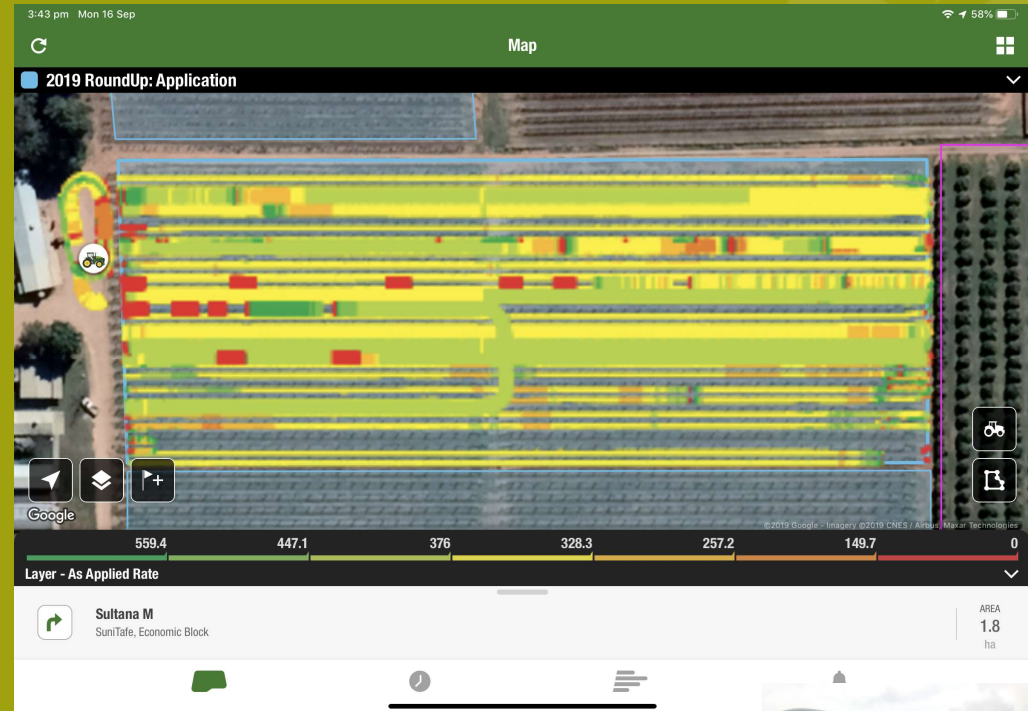 3:43 pm Mon 16 Sep
58%
Map
2019 RoundUp: Application
Google
©2019 Google - Imagery ©2019 CNES / Airbus, Maxar Technologies
559.4 447.1 376 328.3 257.2 149.7 0
Layer - As Applied Rate
Sultana M
SuniTafe, Economic Block
AREA
1.8
ha